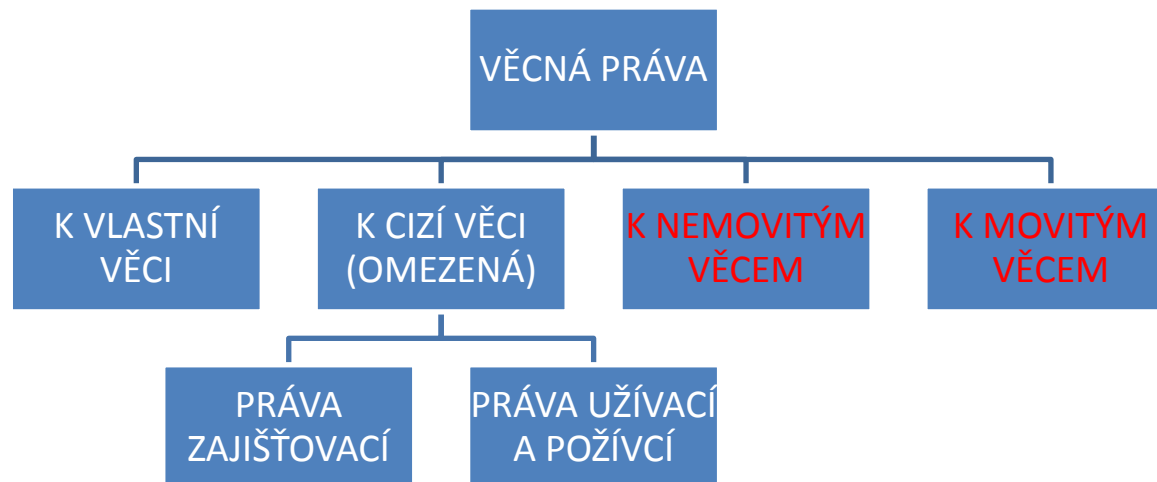 VĚCNÁ PRÁVA
K VLASTNÍ
VĚCI
K CIZÍ VĚCI
(OMEZENÁ)
K NEMOVITÝM
VĚCEM
K MOVITÝM
VĚCEM
PRÁVA
ZAJIŠŤOVACÍ
PRÁVA UŽÍVACÍ
A POŽÍVCÍ